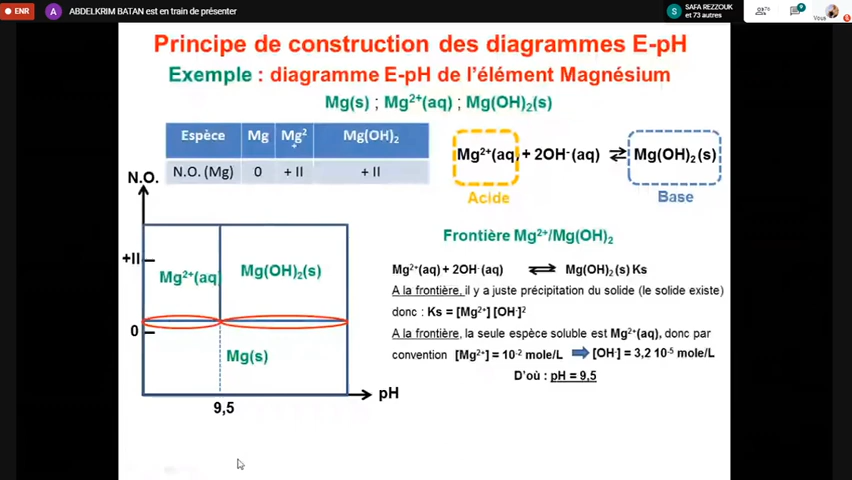 ENR
A ABDELKRIM BATAN est en train de présenter
S SAFA REZZOUK
et 73 autres
Vous
Principe de construction des diagrammes E-pH
Exemple : diagramme E-pH de l'élément Magnésium
Mg(s) ; Mg²⁺(aq) ; Mg(OH)₂(s)
Espèce Mg Mg²⁺ Mg(OH)₂
N.O. (Mg) 0 + II + II
Mg²⁺(aq) + 2OH⁻(aq) ⇌ Mg(OH)₂(s)
Acide Base
N.O.
+II
Mg²⁺(aq)
Mg(OH)₂(s)
0
Mg(s)
pH
9,5
Frontière Mg²⁺/Mg(OH)₂
Mg²⁺(aq) + 2OH⁻(aq) ⇌ Mg(OH)₂(s) Ks
A la frontière, il y a juste précipitation du solide (le solide existe)
donc : Ks = [Mg²⁺] [OH⁻]²
A la frontière, la seule espèce soluble est Mg²⁺(aq), donc par
convention [Mg²⁺] = 10⁻² mole/L ⇒ [OH⁻] = 3,2 10⁻⁵ mole/L
D'où : pH = 9,5